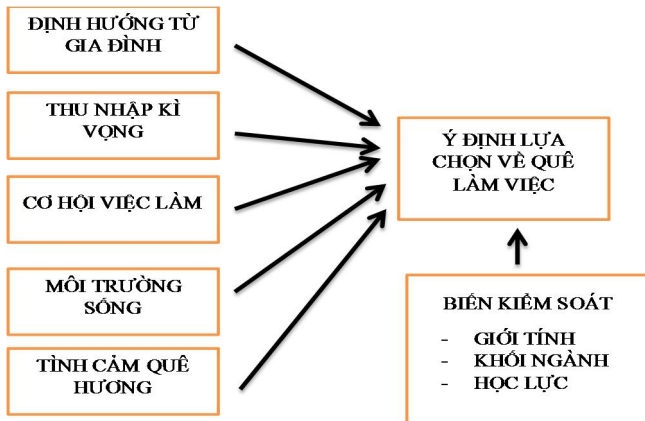 ĐỊNH HƯỚNG TỪ
GIA ĐÌNH
THU NHẬP KÌ
VỌNG
CƠ HỘI VIỆC LÀM
MÔI TRƯỜNG
SỐNG
TÌNH CẢM QUÊ
HƯƠNG
Ý ĐỊNH LỰA
CHỌN VỀ QUÊ
LÀM VIỆC
BIẾN KIỂM SOÁT
- GIỚI TÍNH
- KHỐI NGÀNH
- HỌC LỰC